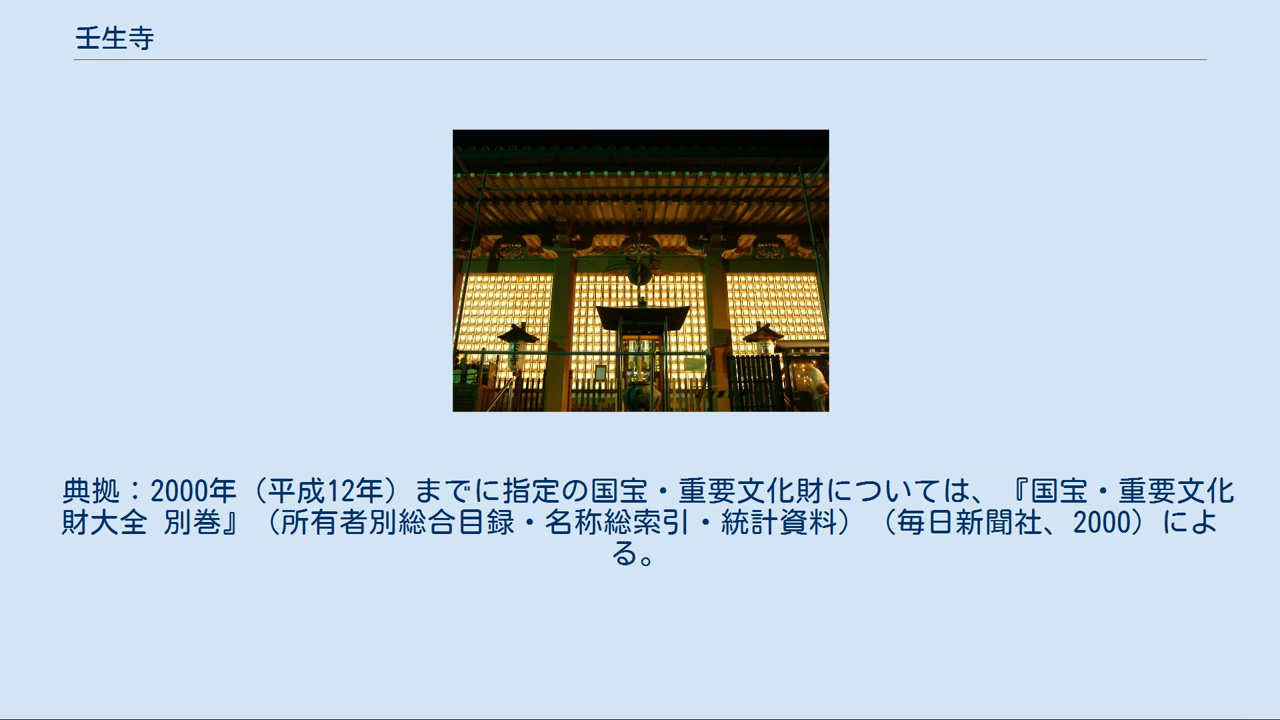 壬生寺
典拠：2000年（平成12年）までに指定の国宝・重要文化財については、『国宝・重要文化
財大全 別巻』（所有者別総合目録・名称総索引・統計資料）（毎日新聞社、2000）によ
る。